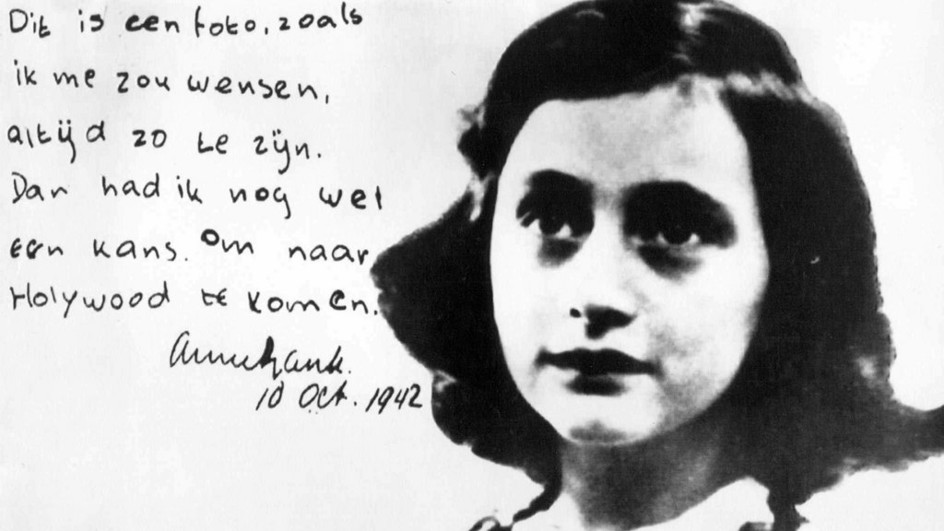 Dit is een foto, zoals
ik me zou wensen,
altijd zo te zijn.
Dan had ik nog wel
een kans. om naar
Holywood te komen.
Annefrank.
10 Oct. 1942